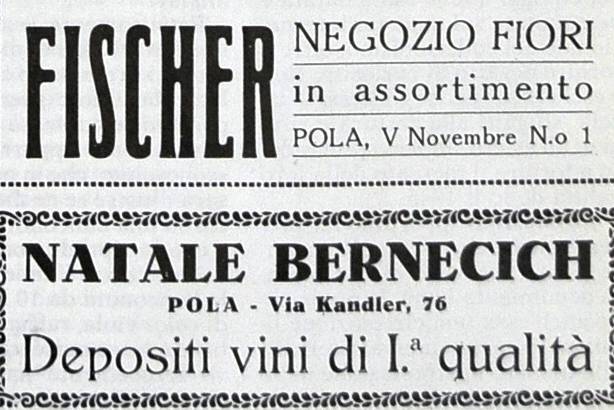 FISCHER
NEGOZIO FIORI
in assortimento
POLA, V Novembre N.o 1
NATALE BERNECICH
POLA Via Kandler, 76
Depositi vini di I.ª qualità